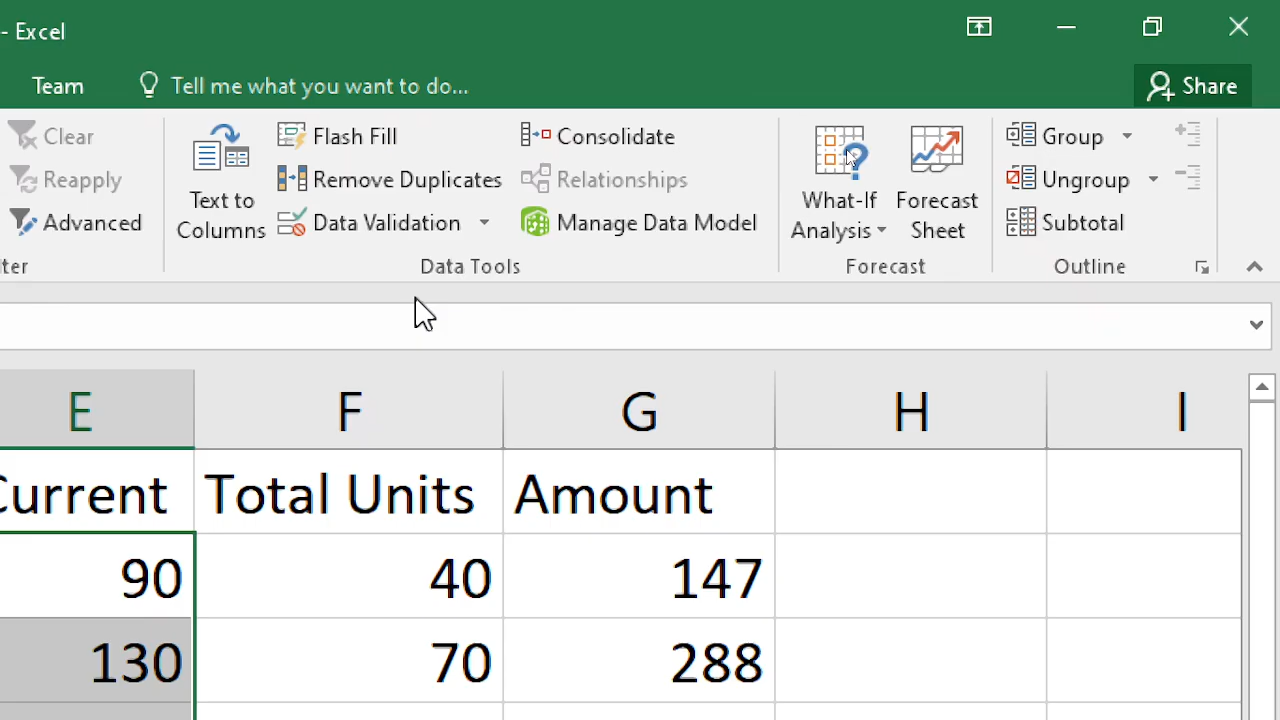 - Excel
Team Tell me what you want to do... Share
Clear Flash Fill Consolidate Group
Reapply Remove Duplicates Relationships Ungroup
Advanced Data Validation Manage Data Model Subtotal
Text to
Columns
What-If
Analysis
Forecast
Sheet
ter Data Tools Forecast Outline
E F G H I
Current Total Units Amount
90 40 147
130 70 288